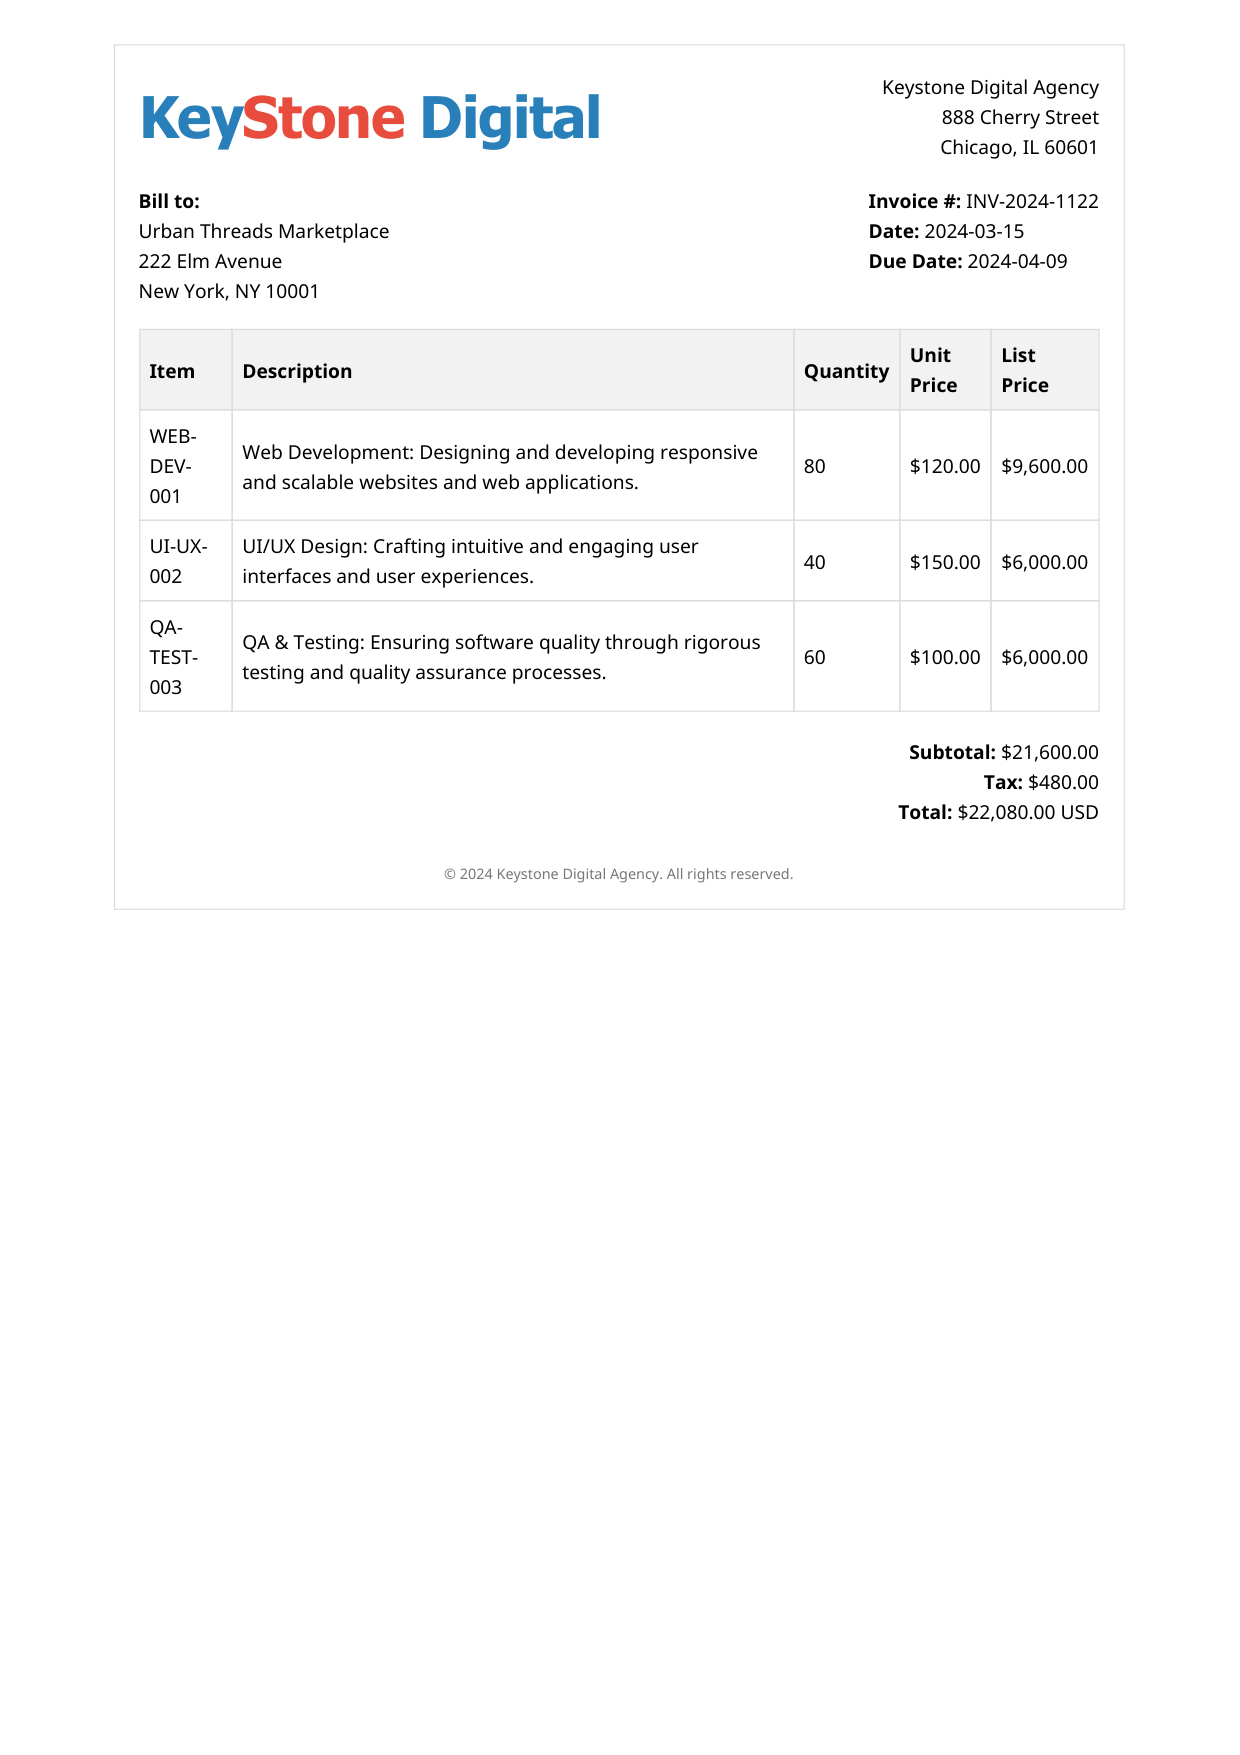 KeyStone Digital
Keystone Digital Agency
888 Cherry Street
Chicago, IL 60601
Bill to:
Urban Threads Marketplace
222 Elm Avenue
New York, NY 10001
Invoice #: INV-2024-1122
Date: 2024-03-15
Due Date: 2024-04-09
Item Description Quantity Unit Price List Price
WEB-
DEV-
001
Web Development: Designing and developing responsive
and scalable websites and web applications.
80 $120.00 $9,600.00
UI-UX-
002
UI/UX Design: Crafting intuitive and engaging user
interfaces and user experiences.
40 $150.00 $6,000.00
QA-
TEST-
003
QA & Testing: Ensuring software quality through rigorous
testing and quality assurance processes.
60 $100.00 $6,000.00
Subtotal: $21,600.00
Tax: $480.00
Total: $22,080.00 USD
© 2024 Keystone Digital Agency. All rights reserved.